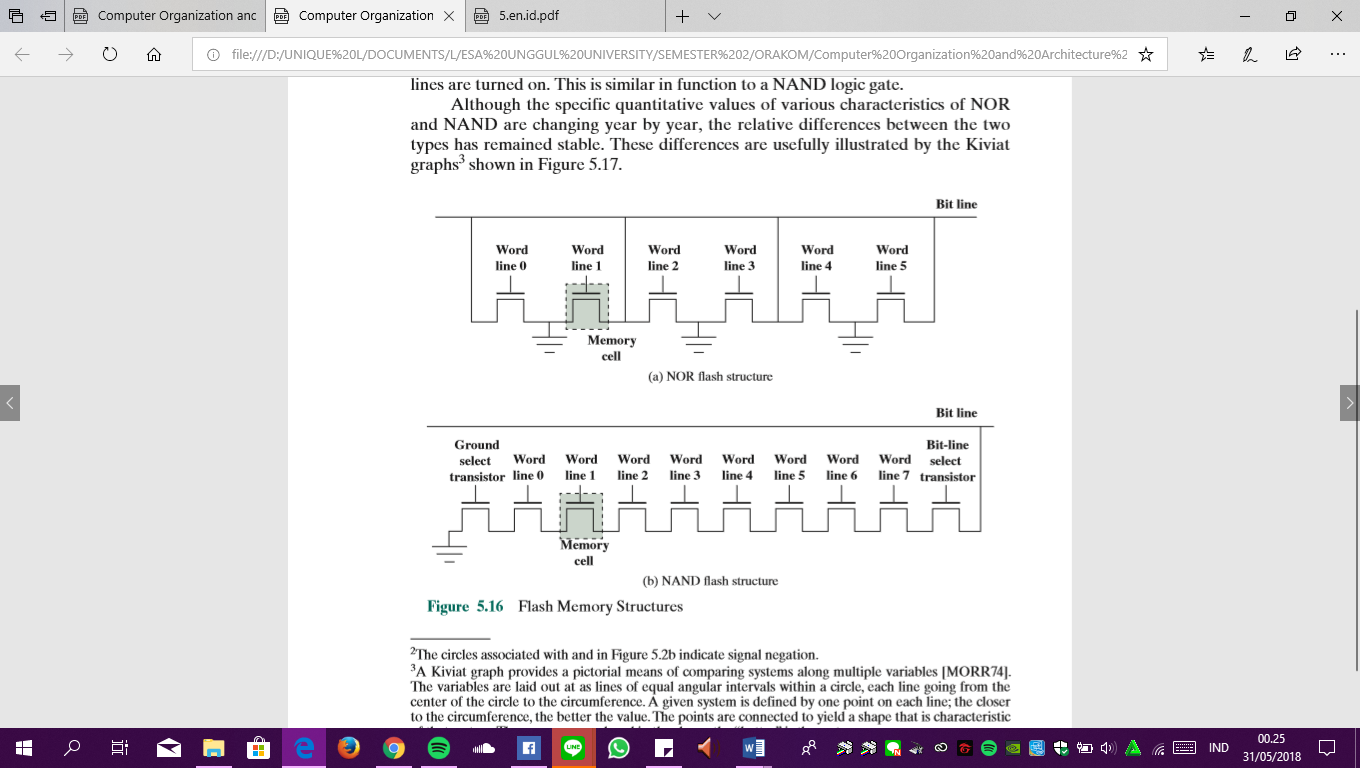 Computer Organization and
Computer Organization
5.en.id.pdf
file:///D:/UNIQUE%20L/DOCUMENTS/L/ESA%20UNGGUL%20UNIVERSITY/SEMESTER%202/ORAKOM/Computer%20Organization%20and%20Architecture%2
lines are turned on. This is similar in function to a NAND logic gate.
Although the specific quantitative values of various characteristics of NOR
and NAND are changing year by year, the relative differences between the two
types has remained stable. These differences are usefully illustrated by the Kiviat
graphs3 shown in Figure 5.17.
Bit line
Word Word Word Word Word Word
line 0 line 1 line 2 line 3 line 4 line 5
Memory
cell
(a) NOR flash structure
Bit line
Ground Bit-line
select Word Word Word Word Word Word Word Word select
transistor line 0 line 1 line 2 line 3 line 4 line 5 line 6 line 7 transistor
Memory
cell
(b) NAND flash structure
Figure 5.16 Flash Memory Structures
2The circles associated with and in Figure 5.2b indicate signal negation.
3A Kiviat graph provides a pictorial means of comparing systems along multiple variables [MORR74].
The variables are laid out at as lines of equal angular intervals within a circle, each line going from the
center of the circle to the circumference. A given system is defined by one point on each line; the closer
to the circumference, the better the value. The points are connected to yield a shape that is characteristic
IND
00.25
31/05/2018